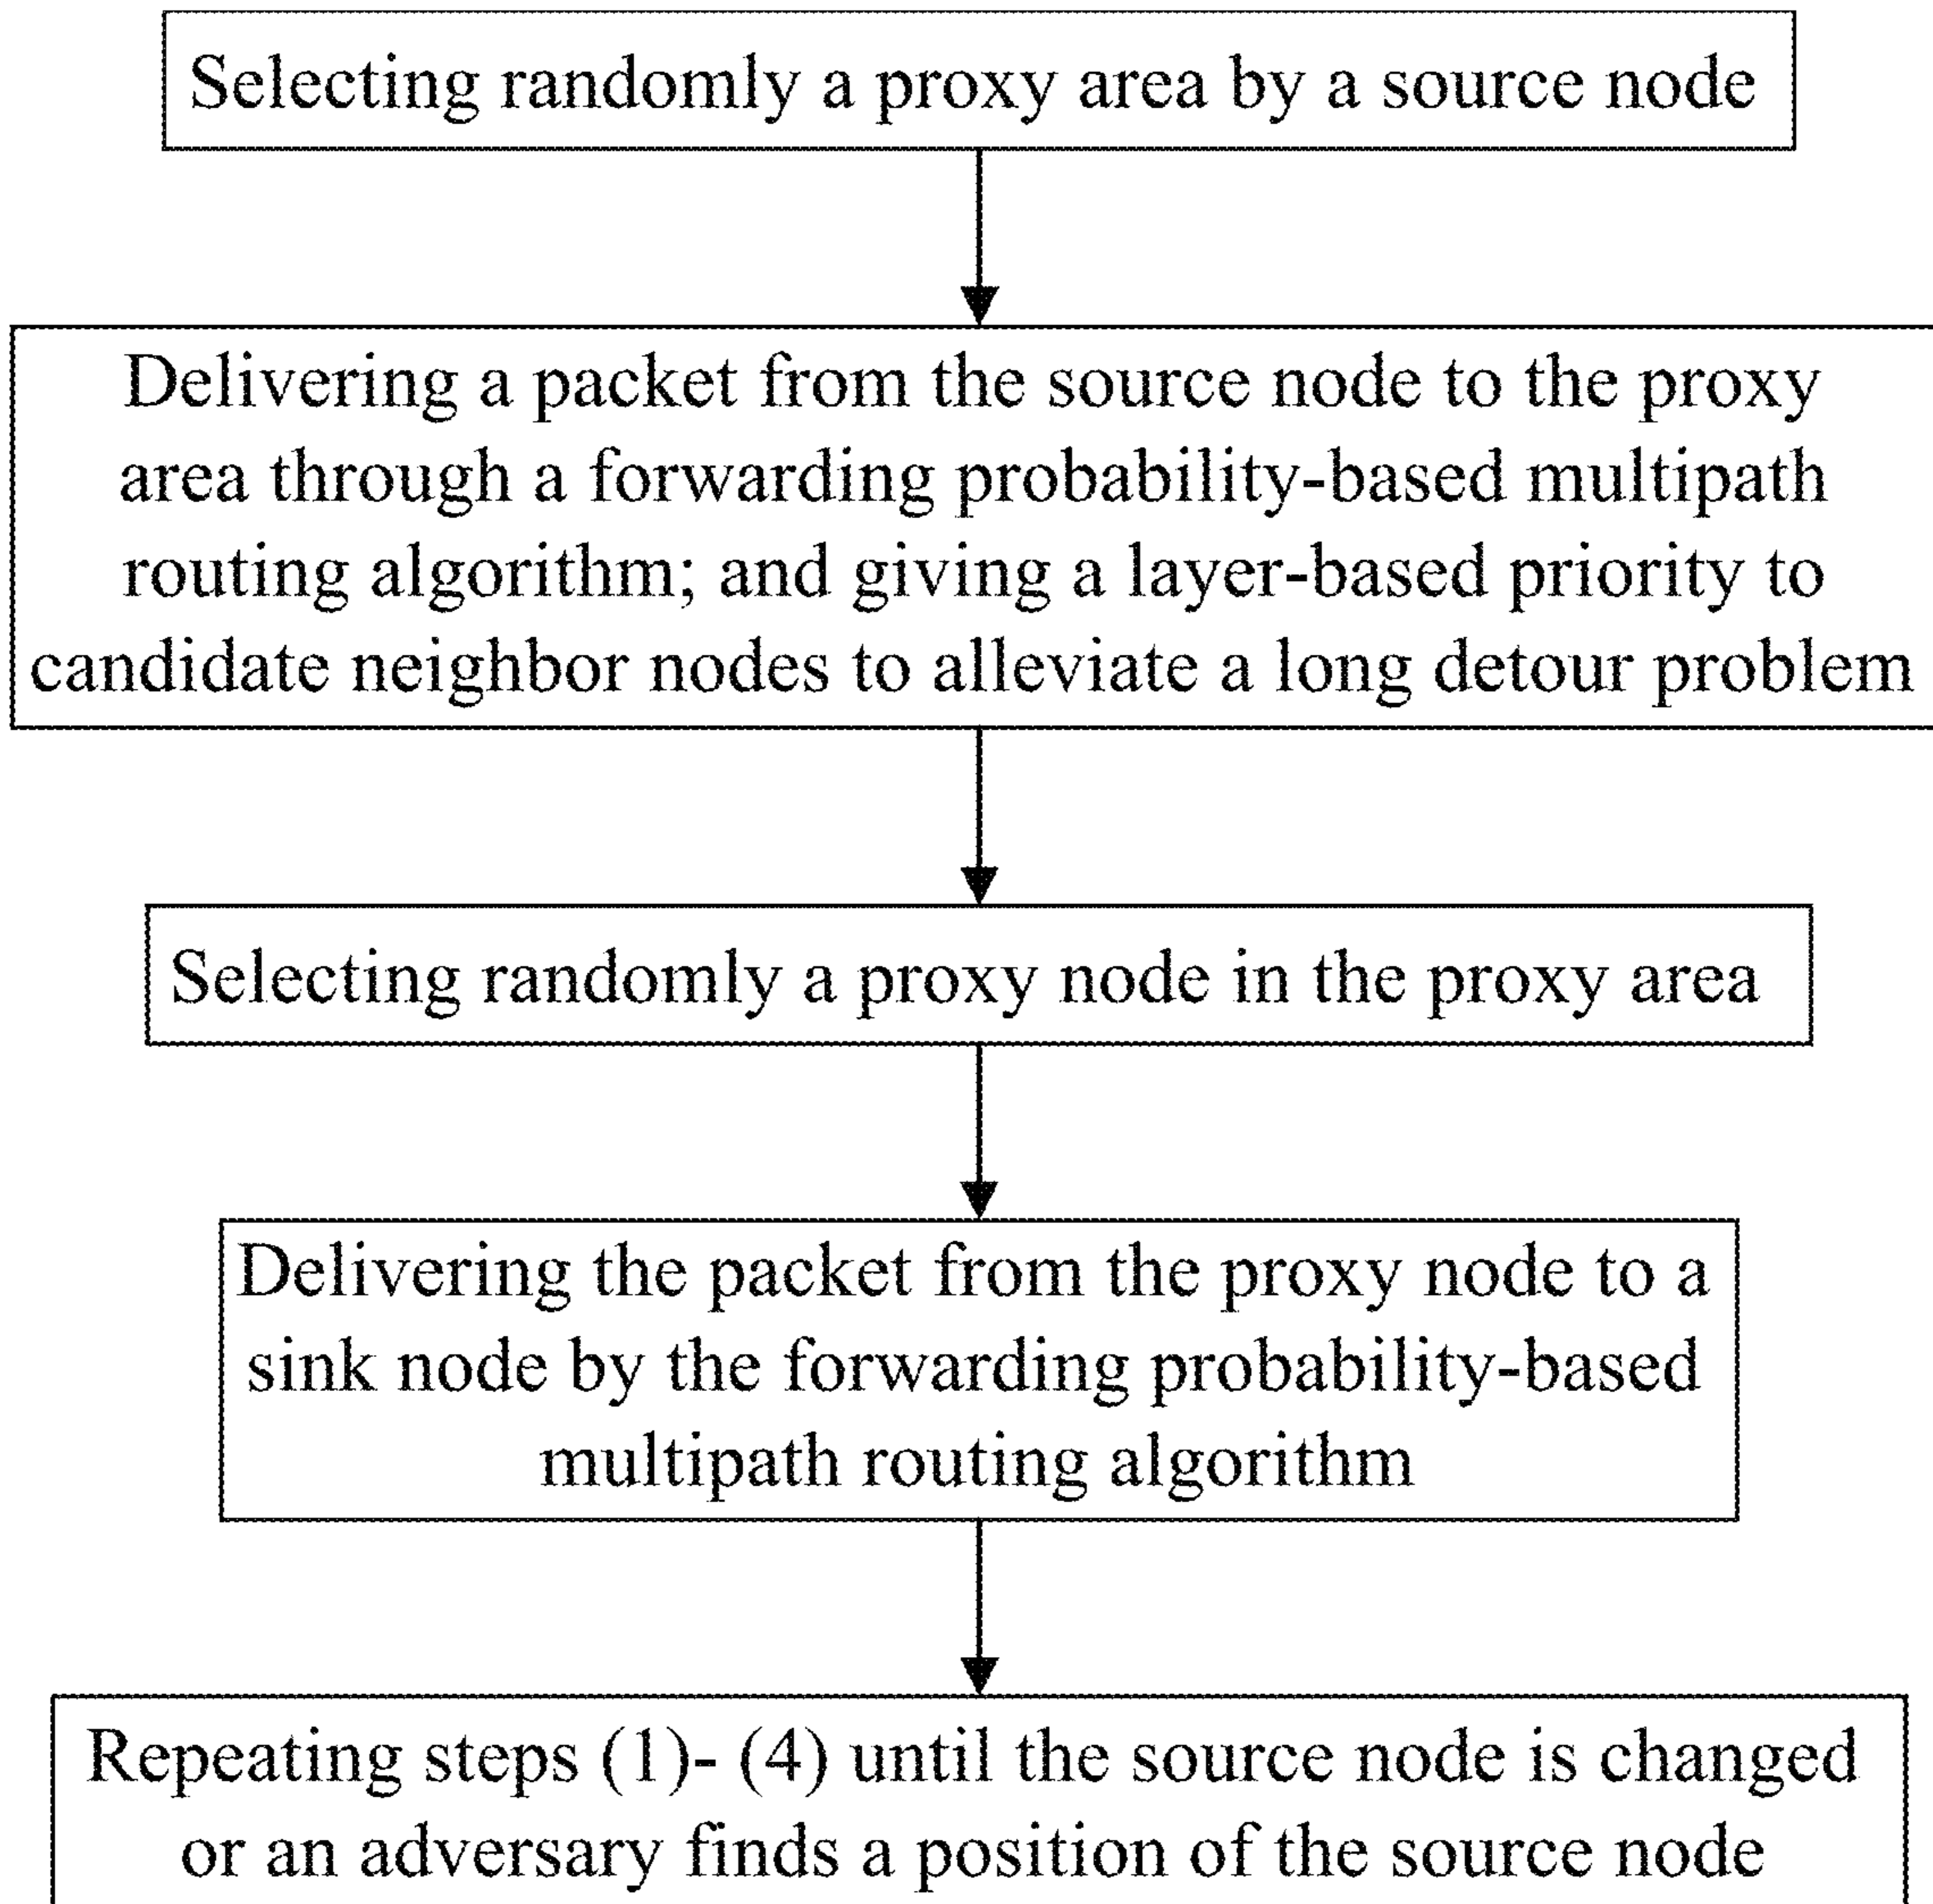 Selecting randomly a proxy area by a source node
Delivering a packet from the source node to the proxy
area through a forwarding probability-based multipath
routing algorithm; and giving a layer-based priority to
candidate neighbor nodes to alleviate a long detour problem
Selecting randomly a proxy node in the proxy area
Delivering the packet from the proxy node to a
sink node by the forwarding probability-based
multipath routing algorithm
Repeating steps (1)- (4) until the source node is changed
or an adversary finds a position of the source node